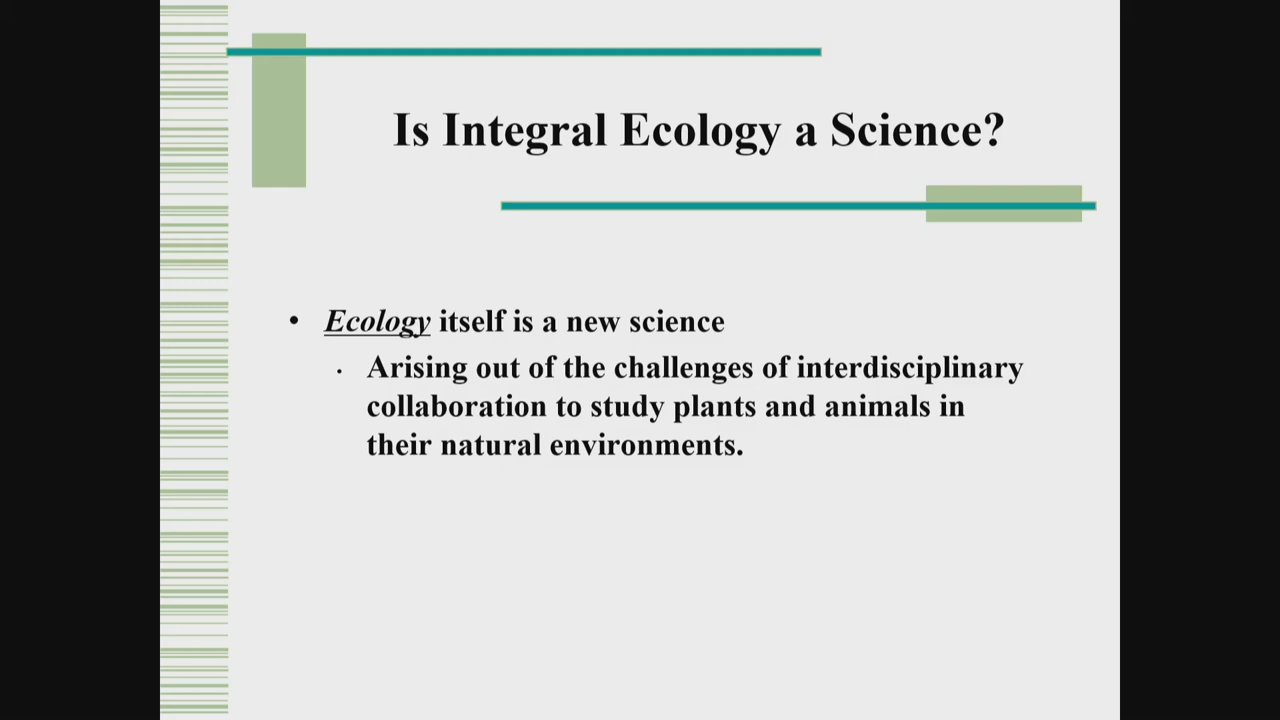 Is Integral Ecology a Science?
• Ecology itself is a new science
• Arising out of the challenges of interdisciplinary
collaboration to study plants and animals in
their natural environments.